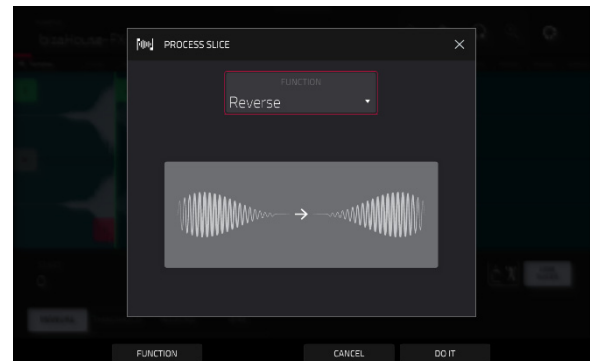 PROCESS SLICE
FUNCTION
Reverse
FUNCTION
CANCEL
DO IT